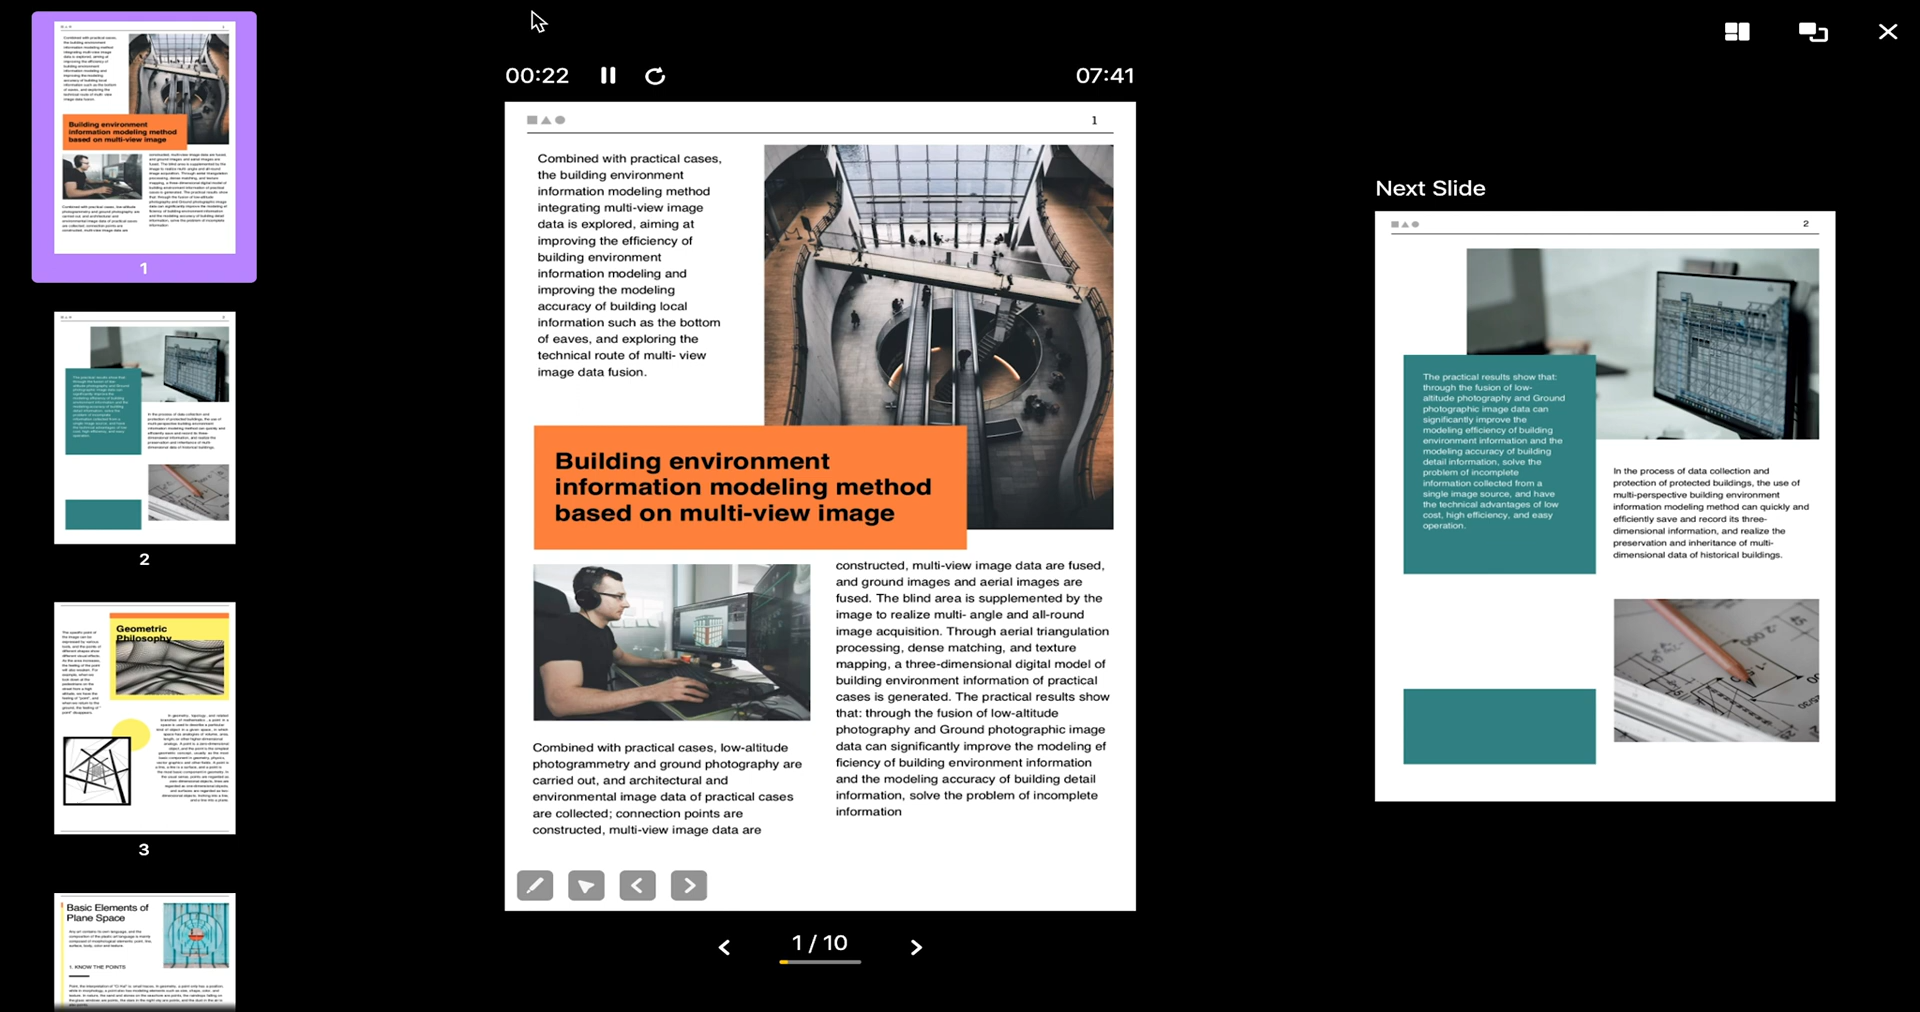 1
2
Geometric
Philosophy
3
Basic Elements of
Plane Space
1. KNOW THE POINTS
00:22
07:41
1
Combined with practical cases,
the building environment
information modeling method
integrating multi-view image
data is explored, aiming at
improving the efficiency of
building environment
information modeling and
improving the modeling
accuracy of building local
information such as the bottom
of eaves, and exploring the
technical route of multi- view
image data fusion.
Building environment
information modeling method
based on multi-view image
Combined with practical cases, low-altitude
photogrammetry and ground photography are
carried out, and architectural and
environmental image data of practical cases
are collected; connection points are
constructed, multi-view image data are
constructed, multi-view image data are fused,
and ground images and aerial images are
fused. The blind area is supplemented by the
image to realize multi- angle and all-round
image acquisition. Through aerial triangulation
processing, dense matching, and texture
mapping, a three-dimensional digital model of
building environment information of practical
cases is generated. The practical results show
that: through the fusion of low-altitude
photography and Ground photographic image
data can significantly improve the modeling ef
ficiency of building environment information
and the modeling accuracy of building detail
information, solve the problem of incomplete
information
1 / 10
Next Slide
2
The practical results show that:
through the fusion of low-
altitude photography and Ground
photographic image data can
significantly improve the
modeling efficiency of building
environment information and the
modeling accuracy of building
detail information, solve the
problem of incomplete
information collected from a
single image source, and have
the technical advantages of low
cost, high efficiency, and easy
operation.
In the process of data collection and
protection of protected buildings, the use of
multi-perspective building environment
information modeling method can quickly and
efficiently save and record its three-
dimensional information, and realize the
preservation and inheritance of multi-
dimensional data of historical buildings.